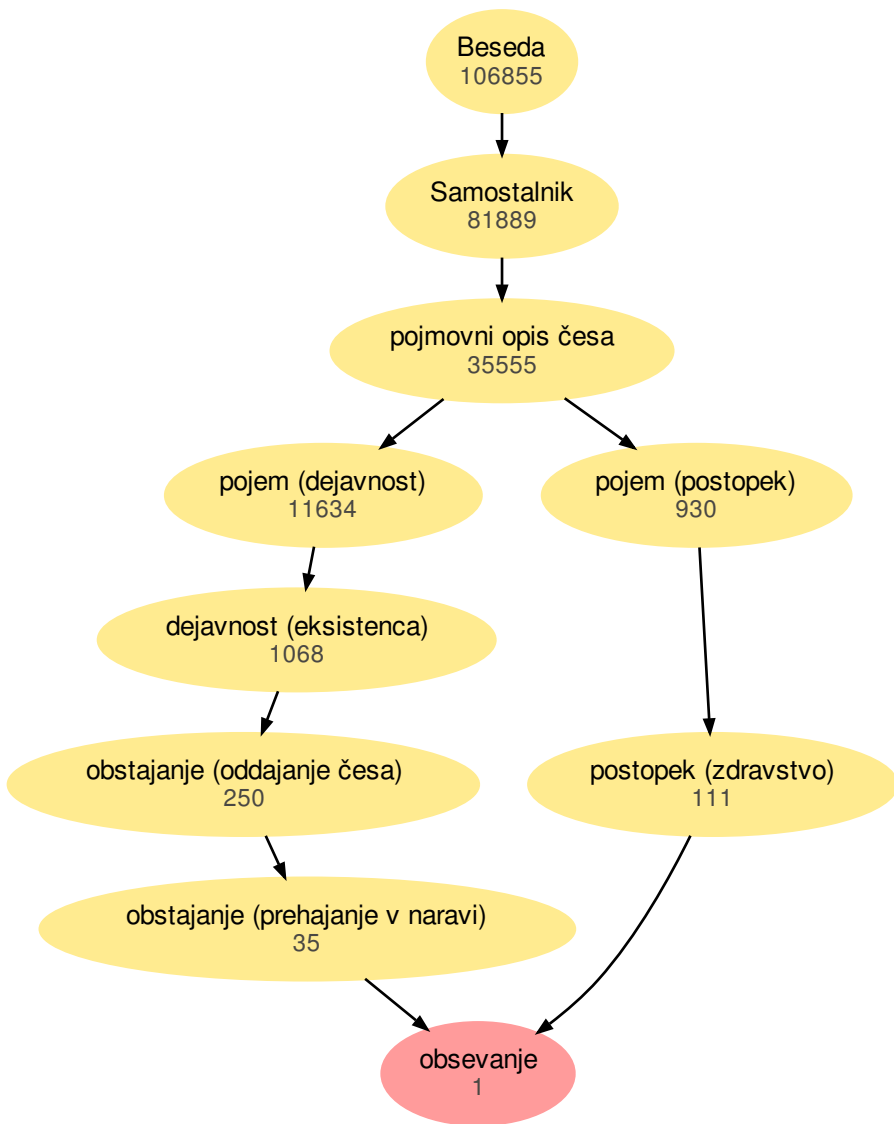 Beseda
106855
Samostalnik
81889
pojmovni opis česa
35555
pojem (dejavnost)
11634
pojem (postopek)
930
dejavnost (eksistenca)
1068
obstajanje (oddajanje česa)
250
postopek (zdravstvo)
111
obstajanje (prehajanje v naravi)
35
obsevanje
1